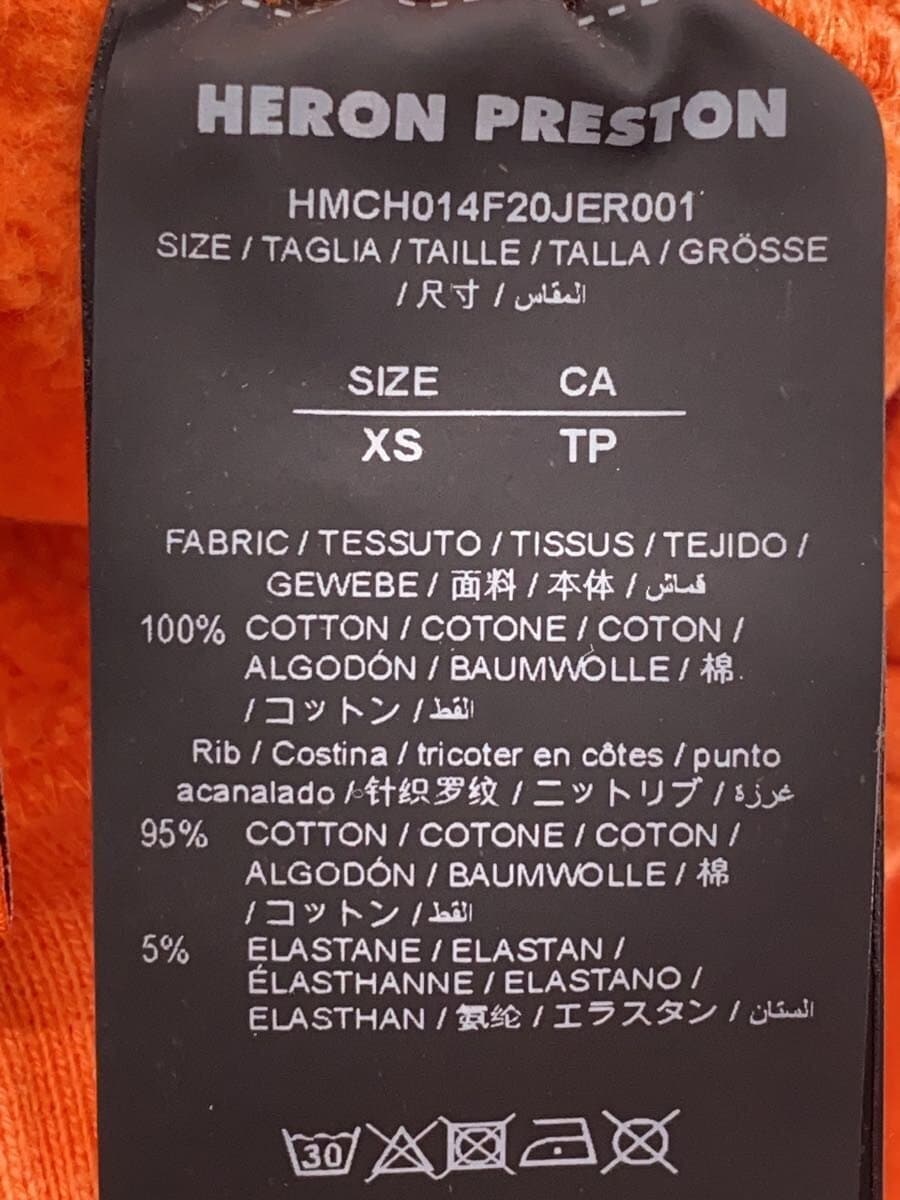 HERON PRESTON
HMCH014F20JER001
SIZE / TAGLIA / TAILLE / TALLA / GRÖSSE
/ 尺寸 / المقاس
SIZE CA
XS TP
FABRIC / TESSUTO / TISSUS / TEJIDO /
GEWEBE / 面料 / 本体 / قماش
100% COTTON / COTONE / COTON /
ALGODÓN / BAUMWOLLE / 棉
/ コットン / القط
Rib / Costina / tricoter en côtes / punto
acanalado / 针织罗纹 / ニットリブ / غرزة
95% COTTON / COTONE / COTON /
ALGODÓN / BAUMWOLLE / 棉
/ コットン / القط
5% ELASTANE / ELASTAN /
ÉLASTHANNE / ELASTANO /
ELASTHAN / 氨纶 / エラスタン / الستان
30